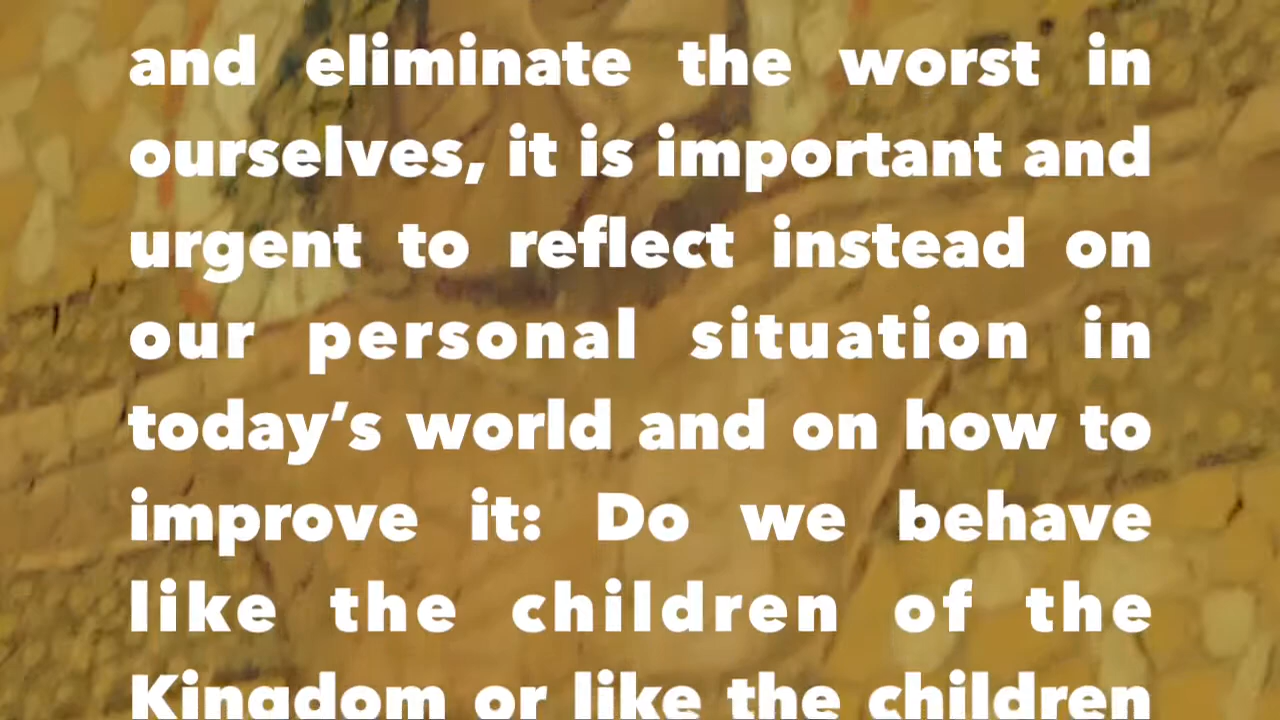 and eliminate the worst in
ourselves, it is important and
urgent to reflect instead on
our personal situation in
today’s world and on how to
improve it: Do we behave
like the children of the
Kingdom or like the children